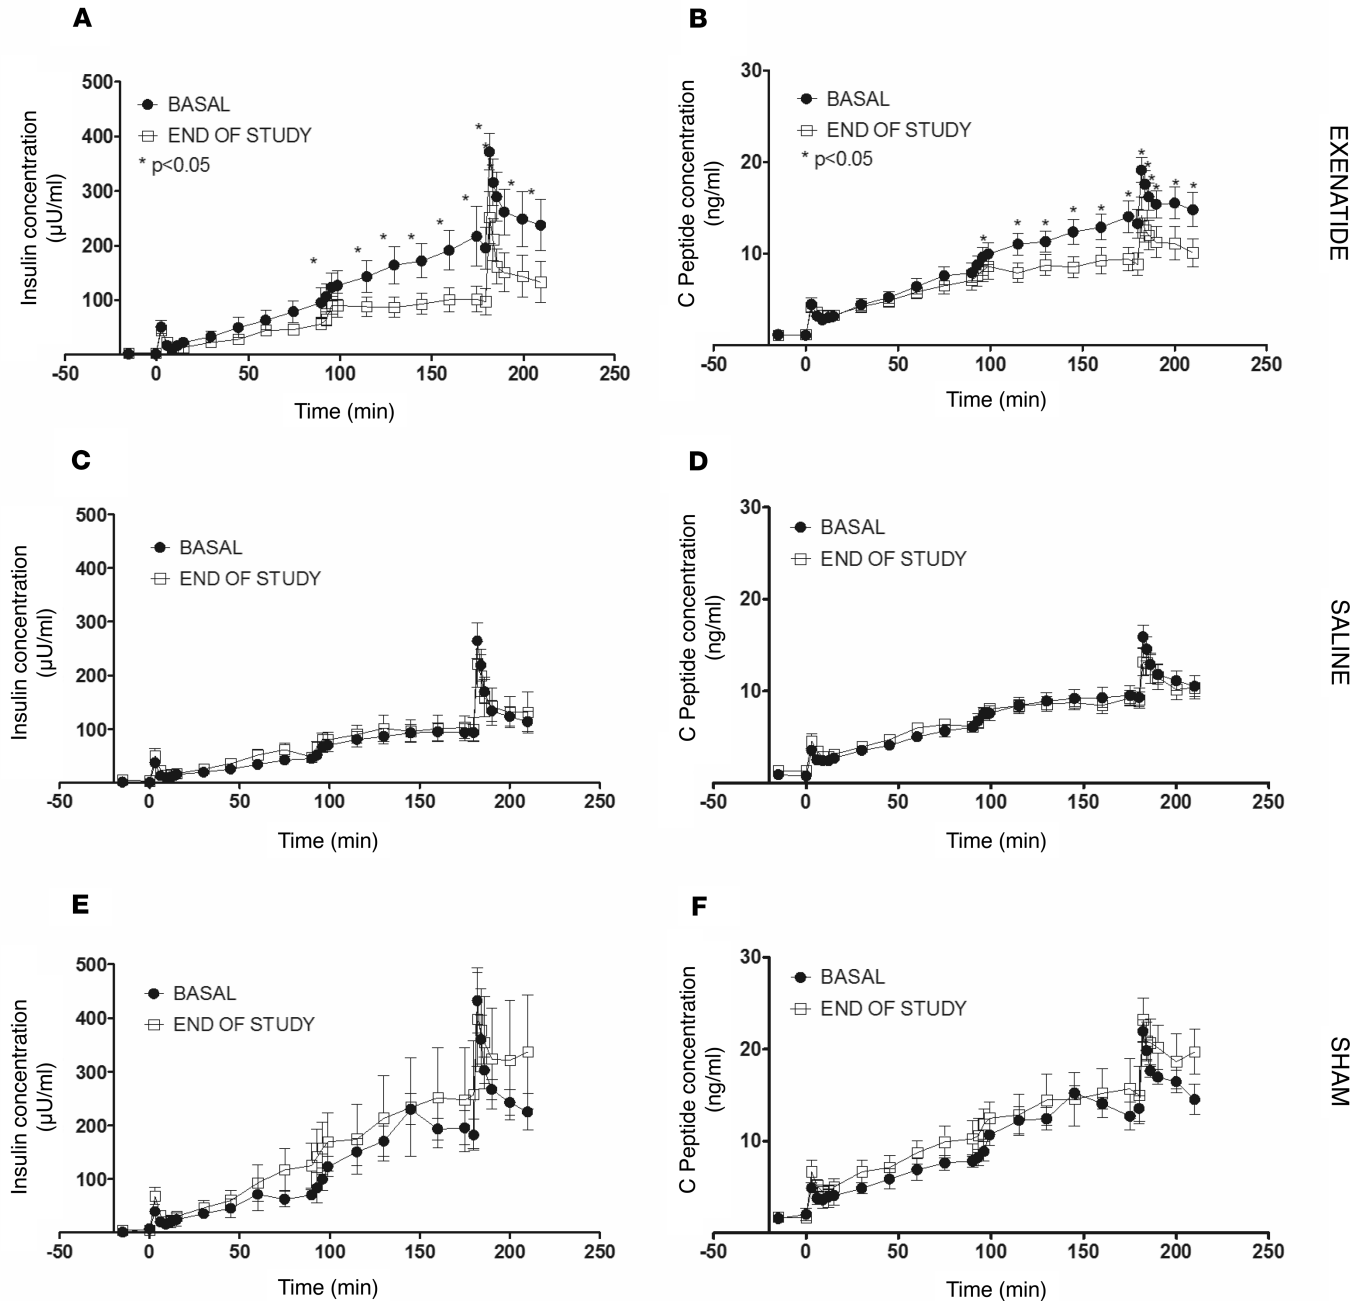 A
Insulin concentration
(µU/ml)
500
400
300
200
100
BASAL
END OF STUDY
* p<0.05
* * * * * * * * * *
-50 0 50 100 150 200 250
Time (min)
B
C Peptide concentration
(ng/ml)
30
20
10
BASAL
END OF STUDY
* p<0.05
* * * * * * * * * * * *
-50 0 50 100 150 200 250
Time (min)
EXENATIDE
C
Insulin concentration
(µU/ml)
500
400
300
200
100
BASAL
END OF STUDY
-50 0 50 100 150 200 250
Time (min)
D
C Peptide concentration
(ng/ml)
30
20
10
BASAL
END OF STUDY
-50 0 50 100 150 200 250
Time (min)
SALINE
E
Insulin concentration
(µU/ml)
500
400
300
200
100
BASAL
END OF STUDY
-50 0 50 100 150 200 250
Time (min)
F
C Peptide concentration
(ng/ml)
30
20
10
BASAL
END OF STUDY
-50 0 50 100 150 200 250
Time (min)
SHAM